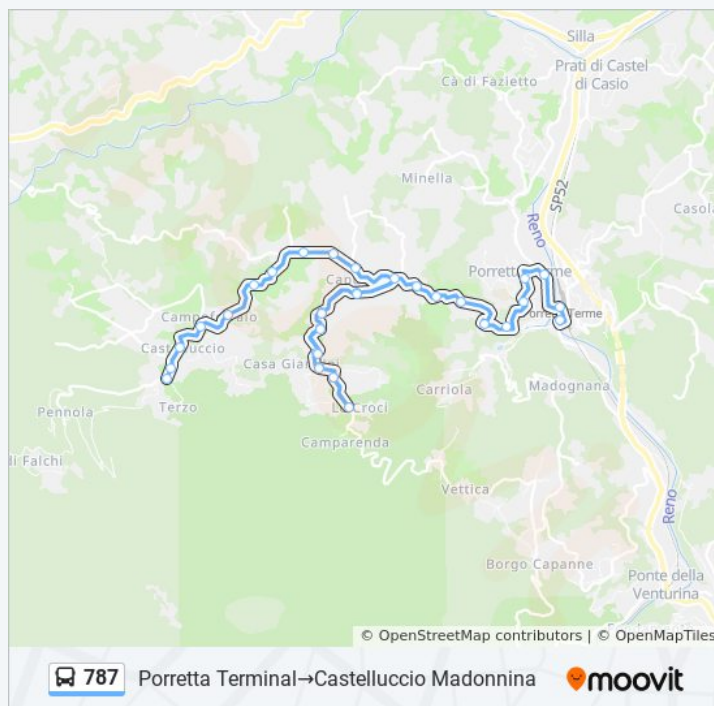 Silla
Prati di Castel
di Casio
Cà di Fazietto
Minella
SP52
Casola
Reno
Porretta Terme
Porretta Terme
Castelluccio
Casa Gia
Carriola
Madognana
Terzo
Le Croci
Pennola
Camparenda
di Falchi
Vettica
Reno
Borgo Capanne
Ponte della
Venturina
© OpenStreetMap contributors | © OpenMapTiles
787 Porretta Terminal→Castelluccio Madonnina moovit